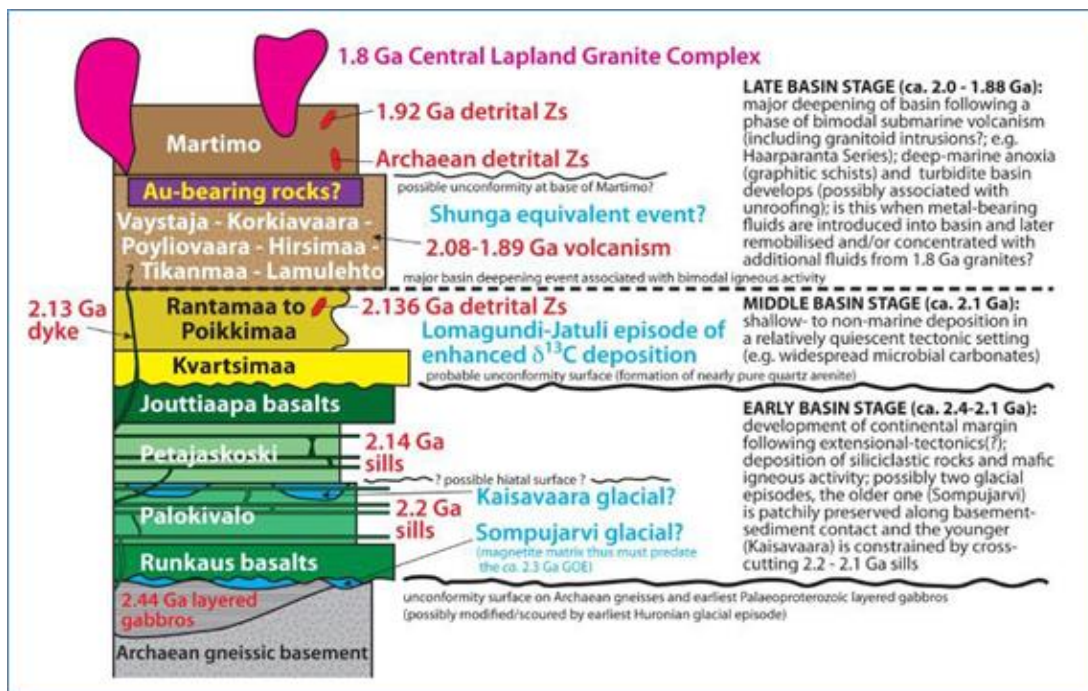 1.8 Ga Central Lapland Granite Complex
1.92 Ga detrital Zs
Martimo
Archaean detrital Zs
possible unconformity at base of Martimo?
Au-bearing rocks?
Vaystaja - Korkiavaara -
Poyliovaara - Hirsimaa -
? Tikanmaa - Lamulehto
Shunga equivalent event?
2.08-1.89 Ga volcanism
major basin deepening event associated with bimodal igneous activity
2.13 Ga
dyke
Rantamaa to
Poikkimaa
2.136 Ga detrital Zs
Lomagundi-Jatuli episode of
enhanced δ13C deposition
Kvartsimaa
probable unconformity surface (formation of nearly pure quartz arenite)
Jouttiaapa basalts
Petajaskoski
2.14 Ga
sills
? possible hiatal surface ?
Kaisavaara glacial?
Palokivalo
2.2 Ga
sills
Sompujarvi glacial?
(magnetite matrix thus must predate
the ca. 2.3 Ga GOE)
Runkaus basalts
2.44 Ga layered
gabbros
Archaean gneissic basement
unconformity surface on Archaean gneisses and earliest Palaeoproterozoic layered gabbros
(possibly modified/scoured by earliest Huronian glacial episode)
LATE BASIN STAGE (ca. 2.0 - 1.88 Ga):
major deepening of basin following a
phase of bimodal submarine volcanism
(including granitoid intrusions?; e.g.
Haarparanta Series); deep-marine anoxia
(graphitic schists) and turbidite basin
develops (possibly associated with
unroofing); is this when metal-bearing
fluids are introduced into basin and later
remobilised and/or concentrated with
additional fluids from 1.8 Ga granites?
MIDDLE BASIN STAGE (ca. 2.1 Ga):
shallow- to non-marine deposition in
a relatively quiescent tectonic setting
(e.g. widespread microbial carbonates)
EARLY BASIN STAGE (ca. 2.4-2.1 Ga):
development of continental margin
following extensional-tectonics(?);
deposition of siliciclastic rocks and mafic
igneous activity; possibly two glacial
episodes, the older one (Sompujarvi)
is patchily preserved along basement-
sediment contact and the younger
(Kaisavaara) is constrained by cross-
cutting 2.2 - 2.1 Ga sills